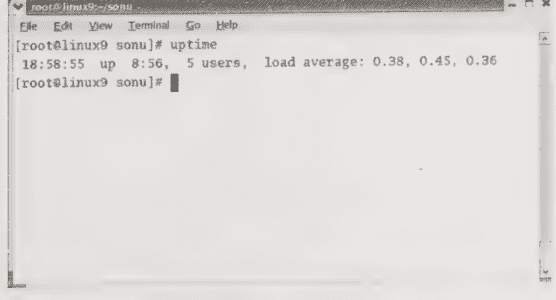 root@linux9:~/sonu
File Edit View Terminal Go Help
[root@linux9 sonu]# uptime
18:58:55 up 8:56, 5 users, load average: 0.38, 0.45, 0.36
[root@linux9 sonu]#